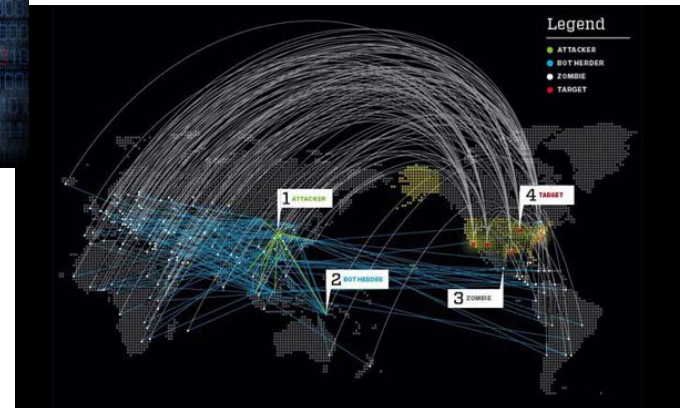 Legend
ATTACKER
BOT HERDER
ZOMBIE
TARGET
1 ATTACKER
2 BOT HERDER
3 ZOMBIE
4 TARGET